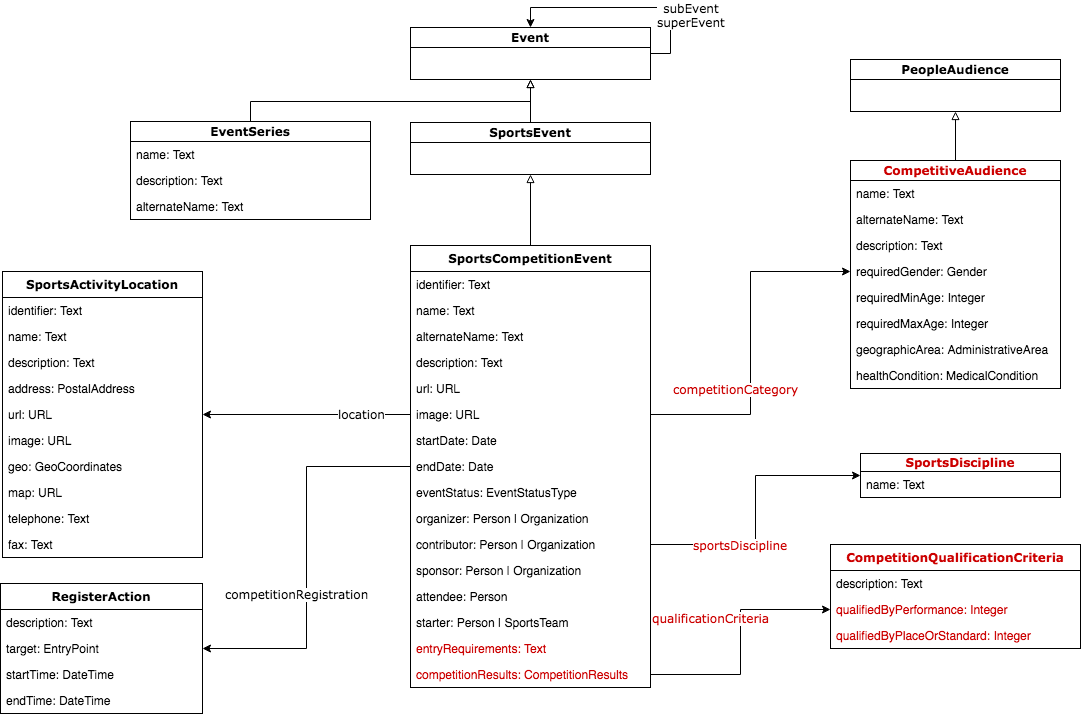 subEvent
superEvent
Event
PeopleAudience
EventSeries
name: Text
description: Text
alternateName: Text
SportsEvent
CompetitiveAudience
name: Text
alternateName: Text
description: Text
requiredGender: Gender
requiredMinAge: Integer
requiredMaxAge: Integer
geographicArea: AdministrativeArea
healthCondition: MedicalCondition
SportsActivityLocation
identifier: Text
name: Text
description: Text
address: PostalAddress
url: URL
image: URL
geo: GeoCoordinates
map: URL
telephone: Text
fax: Text
SportsCompetitionEvent
identifier: Text
name: Text
alternateName: Text
description: Text
url: URL
image: URL
startDate: Date
endDate: Date
eventStatus: EventStatusType
organizer: Person | Organization
contributor: Person | Organization
sponsor: Person | Organization
attendee: Person
starter: Person | SportsTeam
entryRequirements: Text
competitionResults: CompetitionResults
location
competitionCategory
SportsDiscipline
name: Text
sportsDiscipline
CompetitionQualificationCriteria
description: Text
qualifiedByPerformance: Integer
qualifiedByPlaceOrStandard: Integer
qualificationCriteria
competitionRegistration
RegisterAction
description: Text
target: EntryPoint
startTime: DateTime
endTime: DateTime